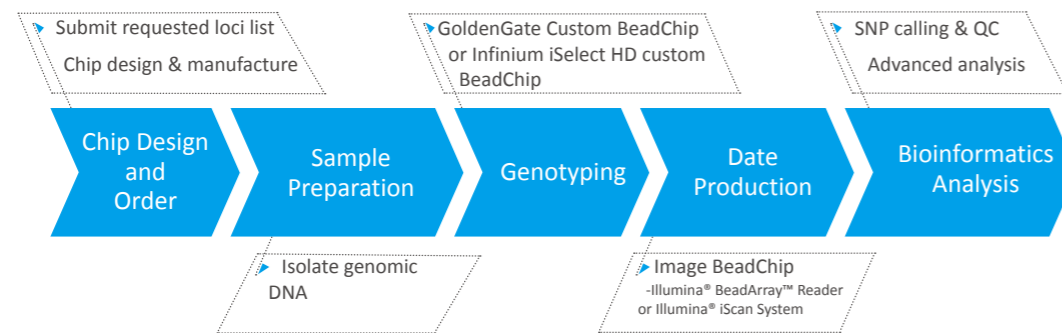 Submit requested loci list
Chip design & manufacture
GoldenGate Custom BeadChip
or Infinium iSelect HD custom
BeadChip
SNP calling & QC
Advanced analysis
Chip Design
and
Order
Sample
Preparation
Genotyping
Date
Production
Bioinformatics
Analysis
Isolate genomic
DNA
Image BeadChip
-Illumina® BeadArray™ Reader
or Illumina® iScan System